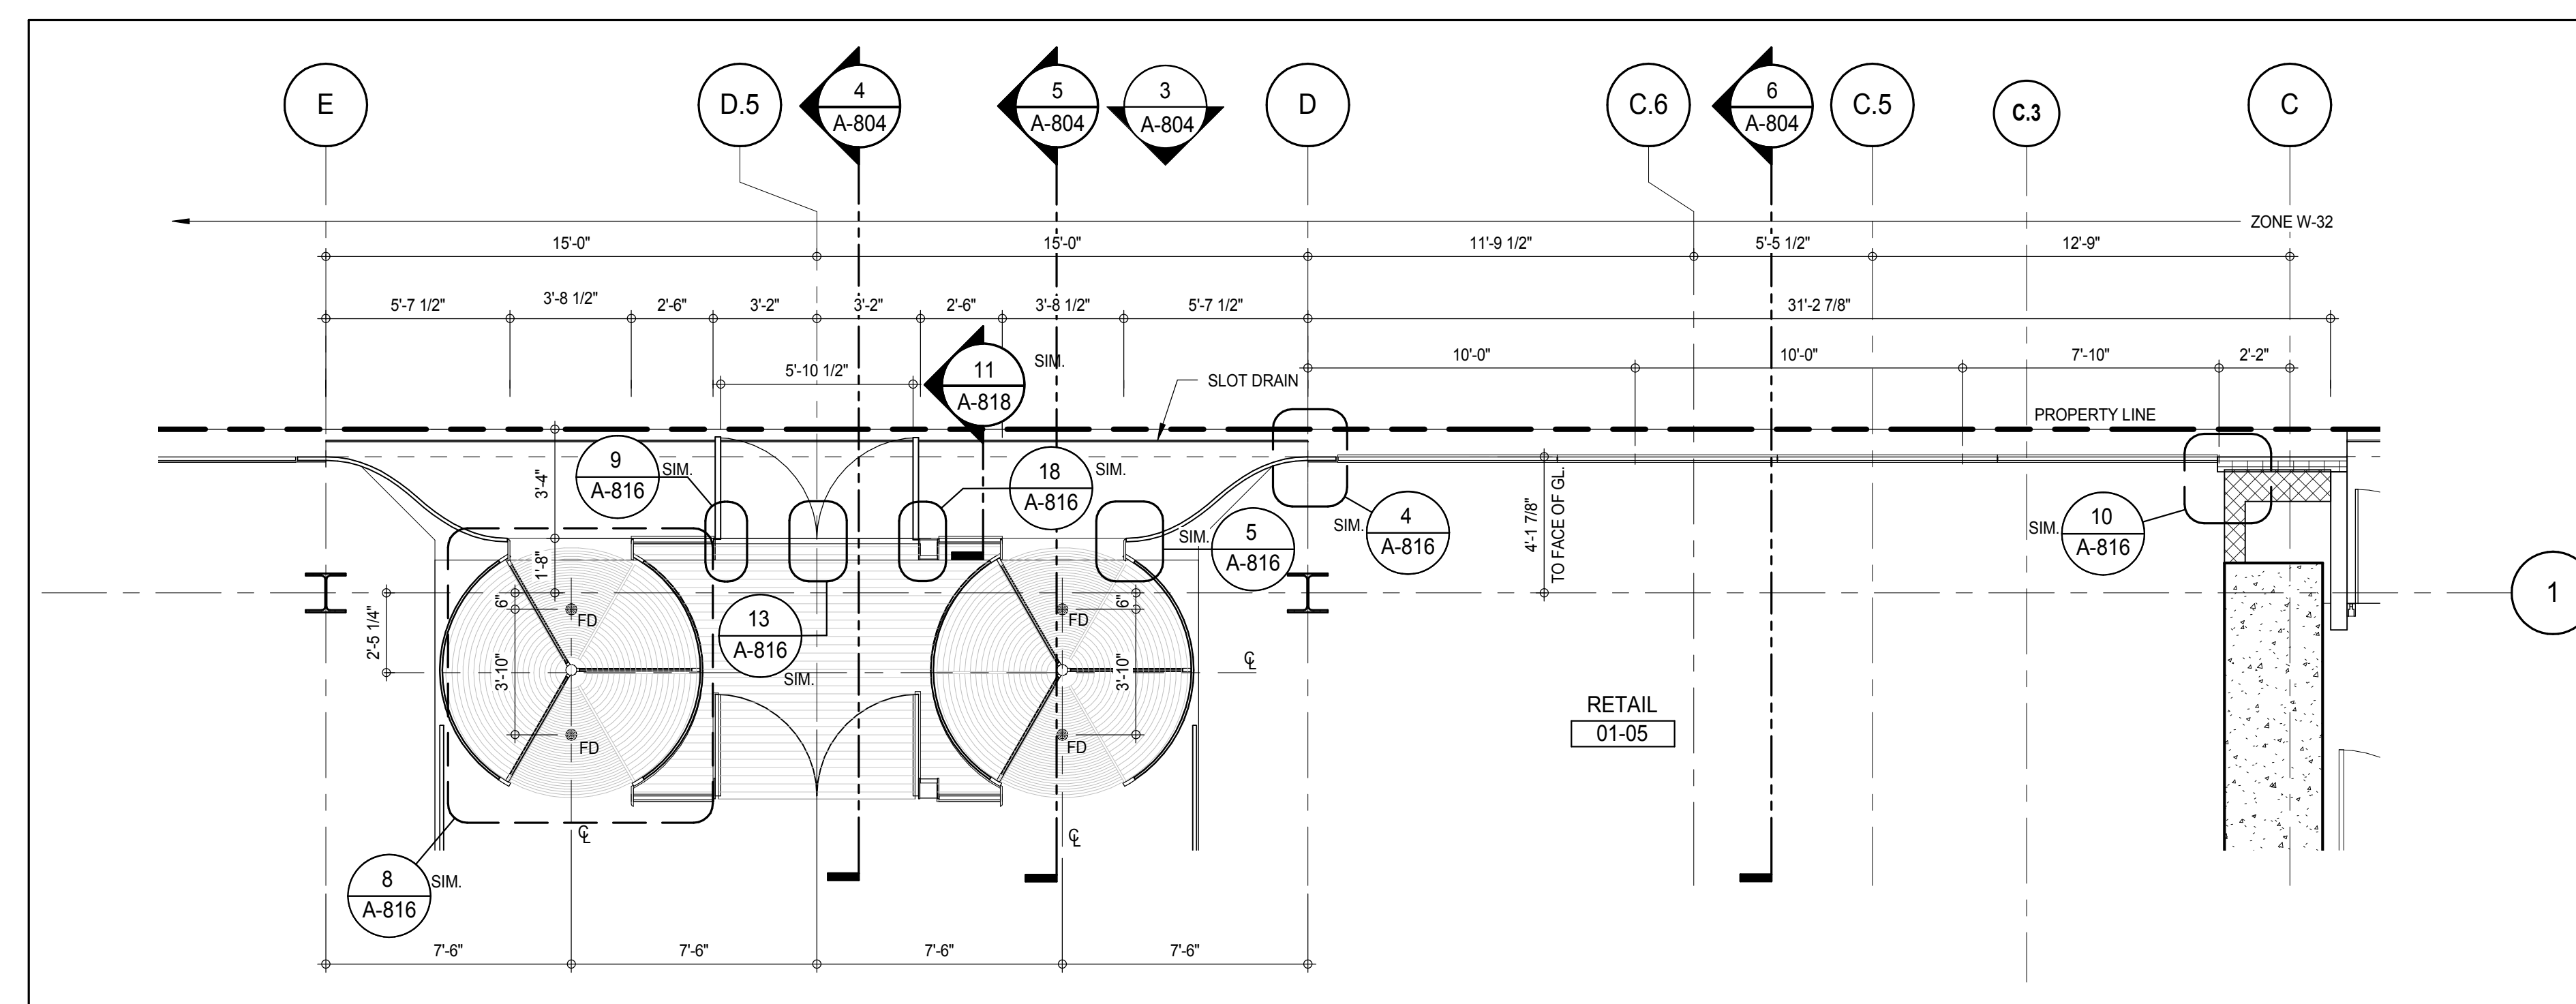 E
D.5
4
A-804
5
A-804
3
A-804
D
C.6
6
A-804
C.5
C.3
C
ZONE W-32
15'-0"
15'-0"
11'-9 1/2"
5'-5 1/2"
12'-9"
5'-7 1/2"
3'-8 1/2"
2'-6"
3'-2"
3'-2"
2'-6"
3'-8 1/2"
5'-7 1/2"
31'-2 7/8"
5'-10 1/2"
11
A-818
SIM.
10'-0"
10'-0"
7'-10"
2'-2"
SLOT DRAIN
PROPERTY LINE
9
A-816
SIM.
18
A-816
SIM.
3'-4"
4'-1 7/8"
TO FACE OF GL.
SIM.
5
A-816
SIM.
4
A-816
SIM.
10
A-816
1'-8"
6"
FD
6"
FD
1
2'-5 1/4"
13
A-816
SIM.
3'-10"
3'-10"
CL
RETAIL
01-05
FD
FD
CL
CL
8
A-816
SIM.
7'-6"
7'-6"
7'-6"
7'-6"